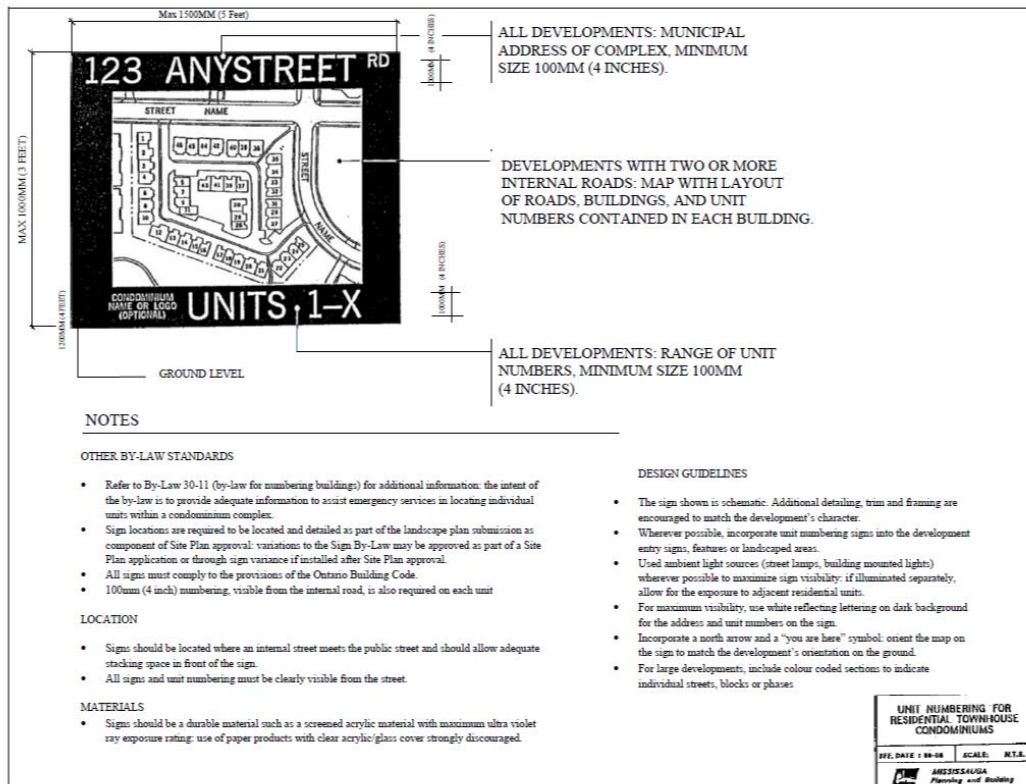 Max 1500MM (5 Feet)
MAX 1000MM (3 FEET)
1200MM (4 FEET)
1000MM (4 INCHES)
1000MM (4 INCHES)
123 ANYSTREET RD
STREET NAME
STREET
NAME
CONDOMINIUM
NAME OR LOGO
(OPTIONAL)
UNITS 1–X
GROUND LEVEL
ALL DEVELOPMENTS: MUNICIPAL
ADDRESS OF COMPLEX, MINIMUM
SIZE 100MM (4 INCHES).
DEVELOPMENTS WITH TWO OR MORE
INTERNAL ROADS: MAP WITH LAYOUT
OF ROADS, BUILDINGS, AND UNIT
NUMBERS CONTAINED IN EACH BUILDING.
ALL DEVELOPMENTS: RANGE OF UNIT
NUMBERS, MINIMUM SIZE 100MM
(4 INCHES).
NOTES
OTHER BY-LAW STANDARDS
• Refer to By-Law 30-11 (by-law for numbering buildings) for additional information: the intent of
the by-law is to provide adequate information to assist emergency services in locating individual
units within a condominium complex.
• Sign locations are required to be located and detailed as part of the landscape plan submission as
component of Site Plan approval: variations to the Sign By-Law may be approved as part of a Site
Plan application or through sign variance if installed after Site Plan approval.
• All signs must comply to the provisions of the Ontario Building Code.
• 100mm (4 inch) numbering, visible from the internal road, is also required on each unit
LOCATION
• Signs should be located where an internal street meets the public street and should allow adequate
stacking space in front of the sign.
• All signs and unit numbering must be clearly visible from the street.
MATERIALS
• Signs should be a durable material such as a screened acrylic material with maximum ultra violet
ray exposure rating: use of paper products with clear acrylic/glass cover strongly discouraged.
DESIGN GUIDELINES
• The sign shown is schematic. Additional detailing, trim and framing are
encouraged to match the development's character.
• Wherever possible, incorporate unit numbering signs into the development
entry signs, features or landscaped areas.
• Used ambient light sources (street lamps, building mounted lights)
wherever possible to maximize sign visibility: if illuminated separately,
allow for the exposure to adjacent residential units.
• For maximum visibility, use white reflecting lettering on dark background
for the address and unit numbers on the sign.
• Incorporate a north arrow and a “you are here” symbol: orient the map on
the sign to match the development's orientation on the ground.
• For large developments, include colour coded sections to indicate
individual streets, blocks or phases
UNIT NUMBERING FOR
RESIDENTIAL TOWNHOUSE
CONDOMINIUMS
EFF. DATE : SCALE: N.T.S.
MISSISSAUGA
Planning and Building